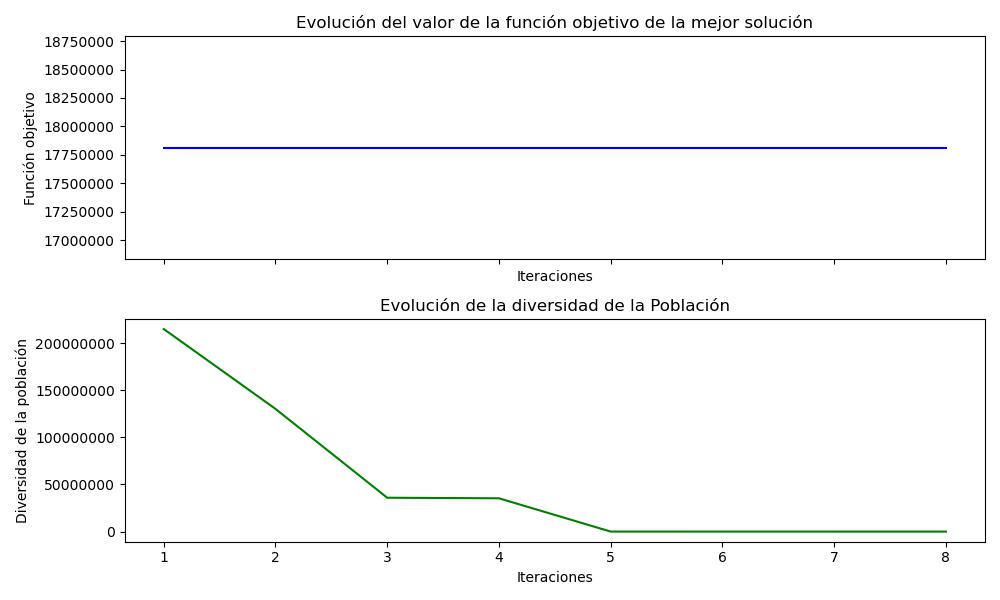 Evolución del valor de la función objetivo de la mejor solución
18750000
18500000
18250000
18000000
17750000
17500000
17250000
17000000
Función objetivo
Iteraciones
Evolución de la diversidad de la Población
200000000
150000000
100000000
50000000
0
Diversidad de la población
1 2 3 4 5 6 7 8
Iteraciones